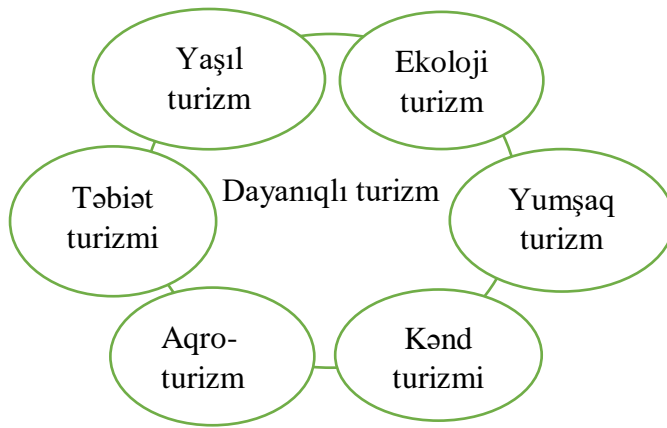 Yaşıl
turizm
Ekoloji
turizm
Təbiət
turizmi
Dayanıqlı turizm
Yumşaq
turizm
Aqro-
turizm
Kənd
turizmi